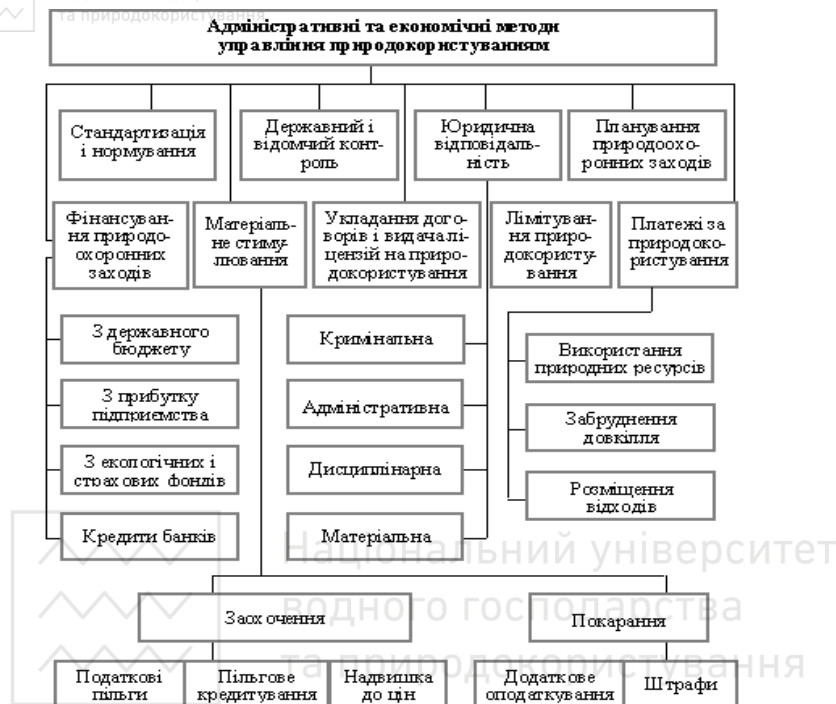 та природокористування
Адміністративні та економічні методи
управління природокористуванням
Стандартизація
і нормування
Державний і
відомчий конт-
роль
Юридична
відповідаль-
ність
Планування
природоохо-
ронних заходів
Фінансуван-
ня природо-
охоронних
заходів
Матеріаль-
не стиму-
лювання
Укладання дого-
ворів і видача лі-
цензій на приро-
докористування
Лімітуван-
ня приро-
докористу-
вання
Платежі за
природоко-
ристування
З державного
бюджету
З прибутку
підприємства
З екологічних і
страхових фондів
Кредити банків
Кримінальна
Адміністративна
Дисциплінарна
Матеріальна
Використання
природних ресурсів
Забруднення
довкілля
Розміщення
відходів
Національний університет
водного господарства
та природокористування
Заохочення
Покарання
Податкові
пільги
Пільгове
кредитування
Надвишка
до цін
Додаткове
оподаткування
Штрафи